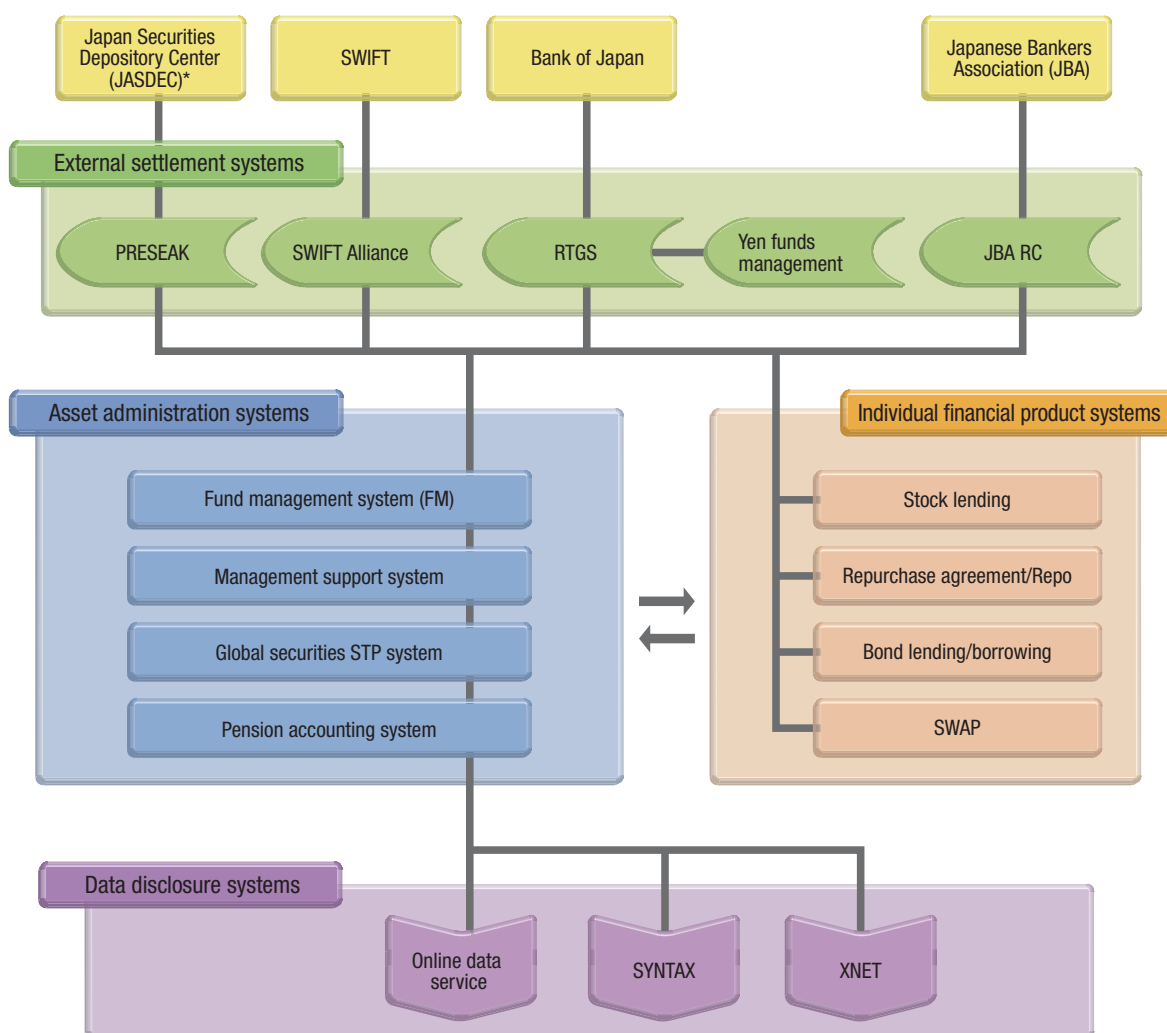 Japan Securities
Depository Center
(JASDEC)*
SWIFT
Bank of Japan
Japanese Bankers
Association (JBA)
External settlement systems
PRESEAK
SWIFT Alliance
RTGS
Yen funds
management
JBA RC
Asset administration systems
Fund management system (FM)
Management support system
Global securities STP system
Pension accounting system
Individual financial product systems
Stock lending
Repurchase agreement/Repo
Bond lending/borrowing
SWAP
Data disclosure systems
Online data
service
SYNTAX
XNET